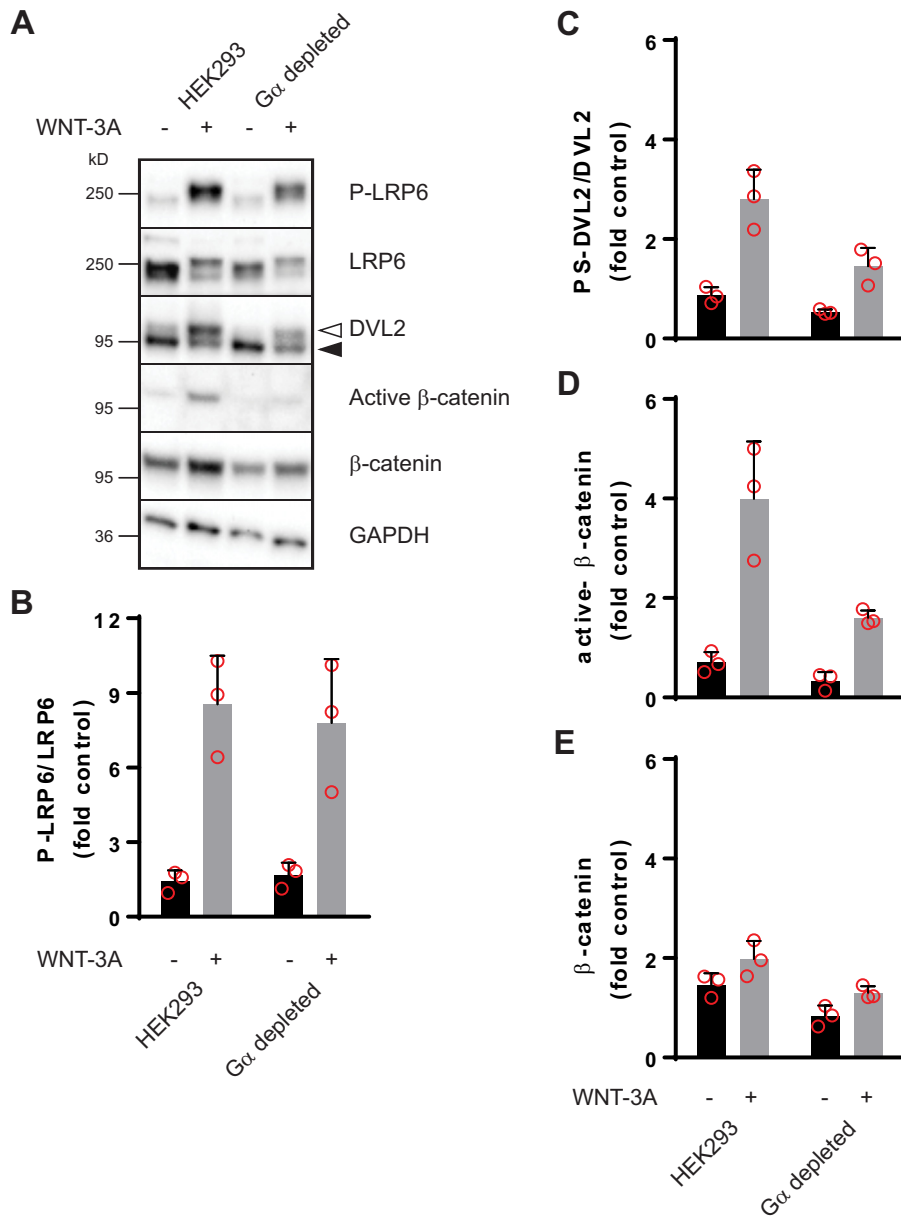 A
HEK293
Gα depleted
WNT-3A - + - +
kD
250
P-LRP6
250
LRP6
95
DVL2
95
Active β-catenin
95
β-catenin
36
GAPDH
B
P-LRP6/LRP6
(fold control)
12
9
6
3
0
WNT-3A - + - +
HEK293
Gα depleted
C
PS-DVL2/DVL2
(fold control)
6
4
2
0
D
active- β-catenin
(fold control)
6
4
2
0
E
β-catenin
(fold control)
6
4
2
0
WNT-3A - + - +
HEK293
Gα depleted